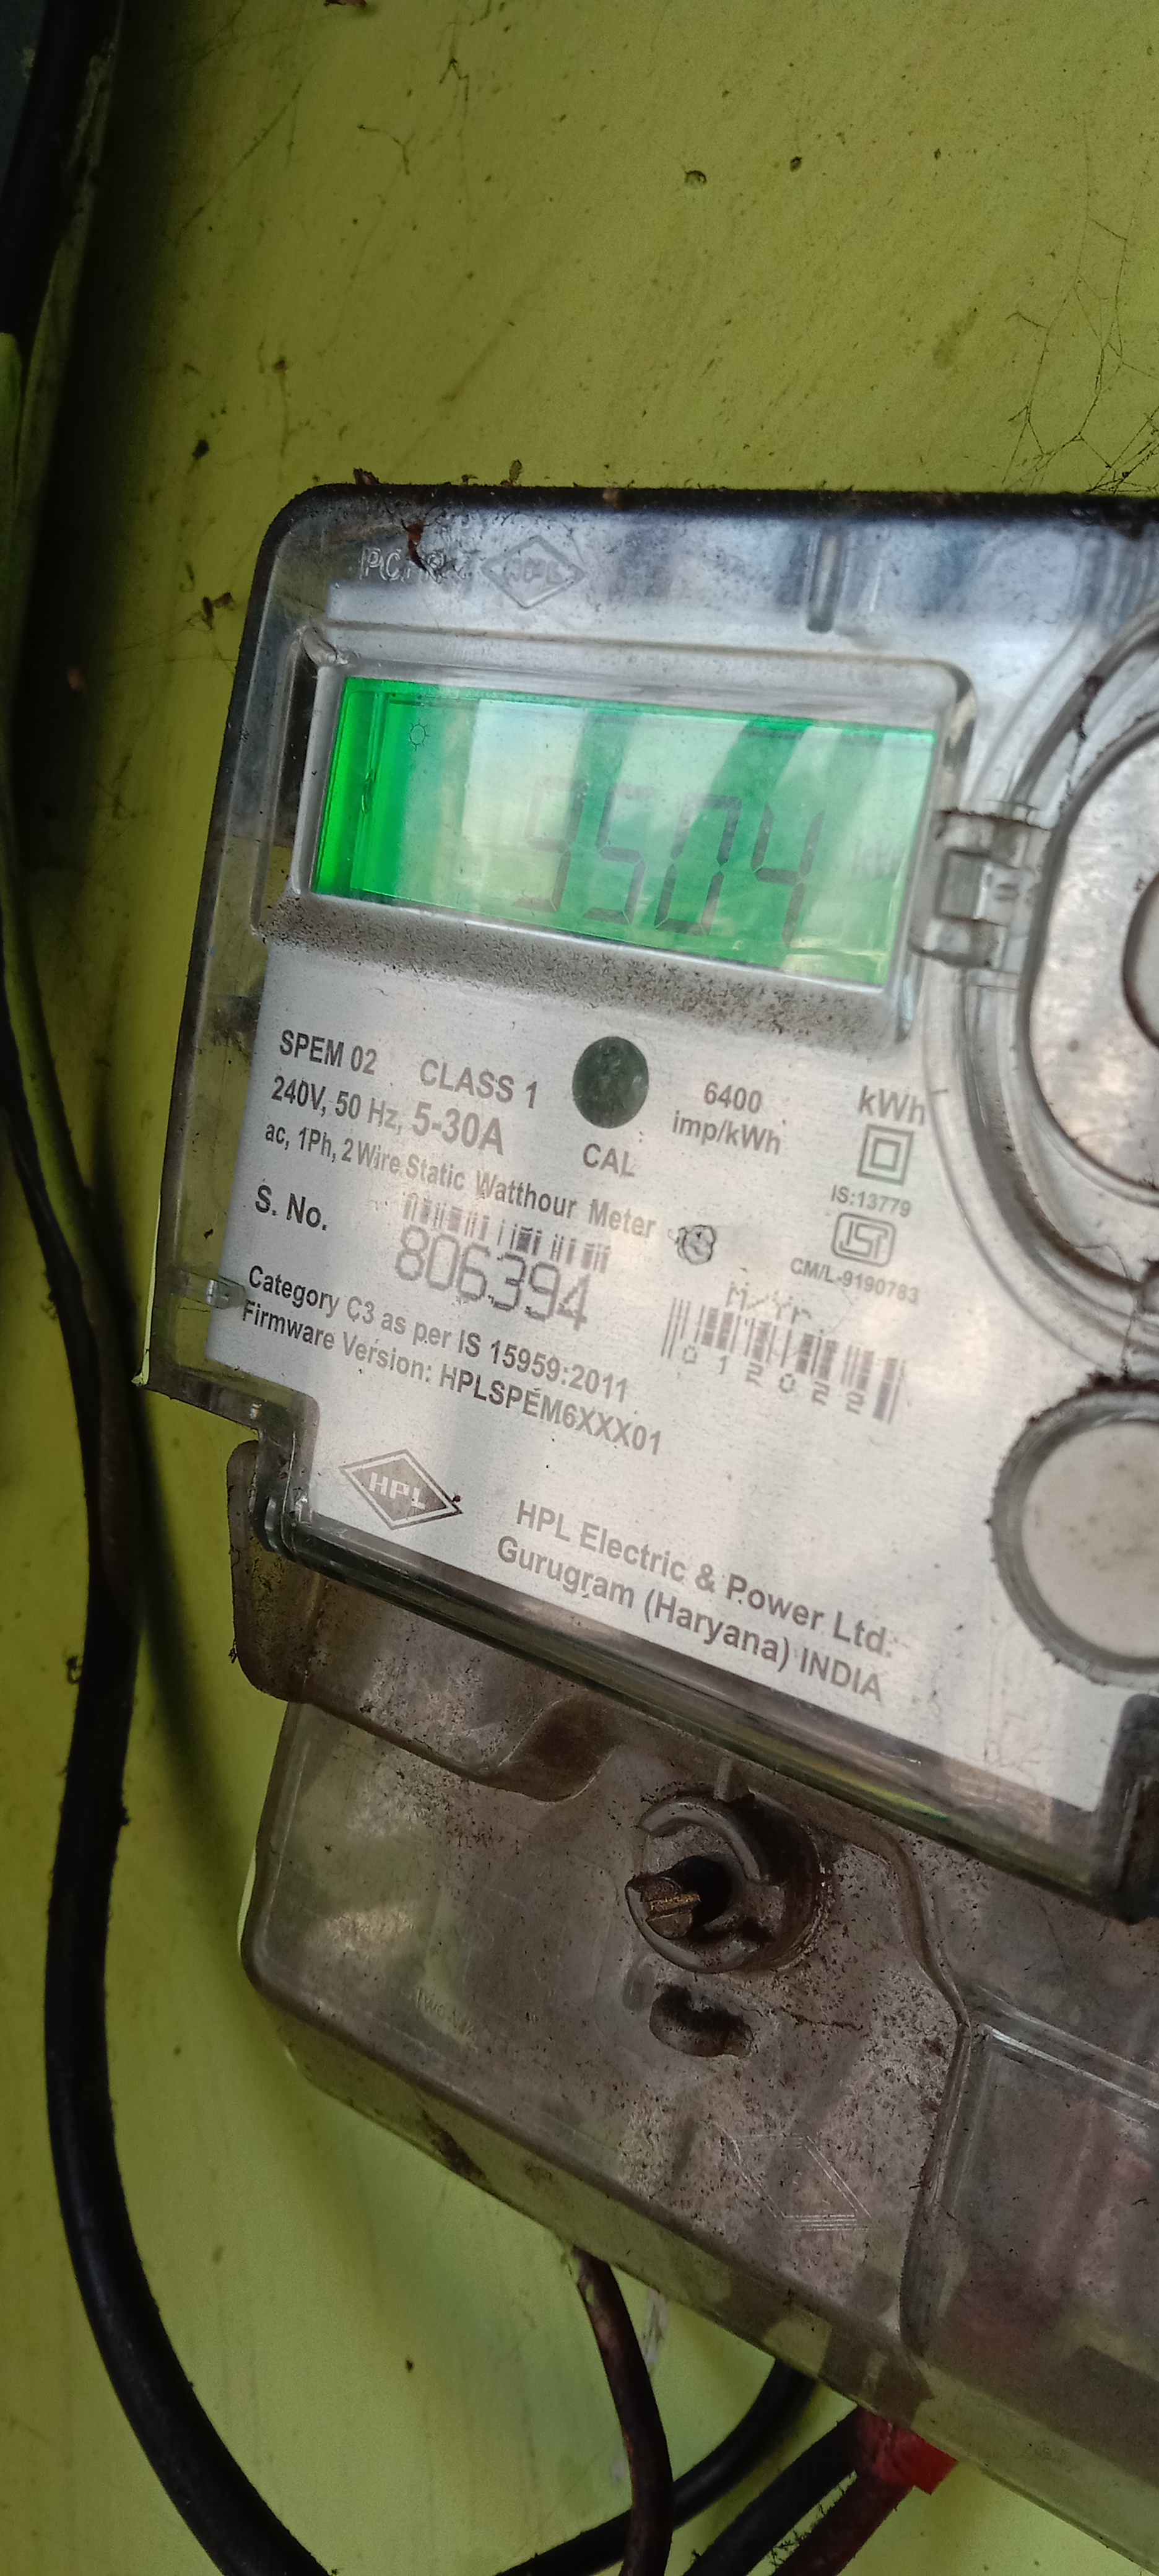 HPL
9504
SPEM 02 CLASS 1
240V, 50 Hz, 5-30A
ac, 1Ph, 2 Wire Static Watthour Meter
CAL
6400
imp/kWh
kWh
IS:13779
ISI
CM/L-9190783
S. No.
806394
M/Yr
012022
Category C3 as per IS 15959:2011
Firmware Version: HPLSPEM6XXX01
HPL
HPL Electric & Power Ltd.
Gurugram (Haryana) INDIA